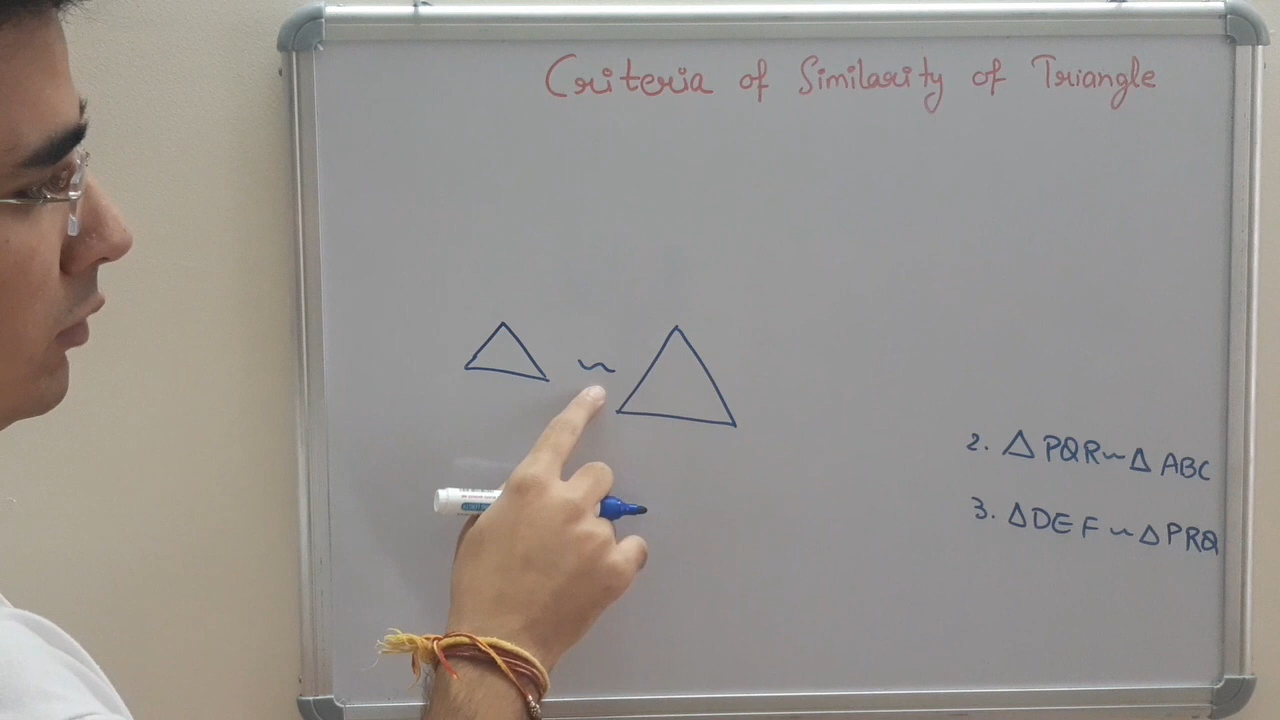 Criteria of Similarity of Triangle
~
2. Δ PQR ~ Δ ABC
3. Δ DEF ~ Δ PRQ